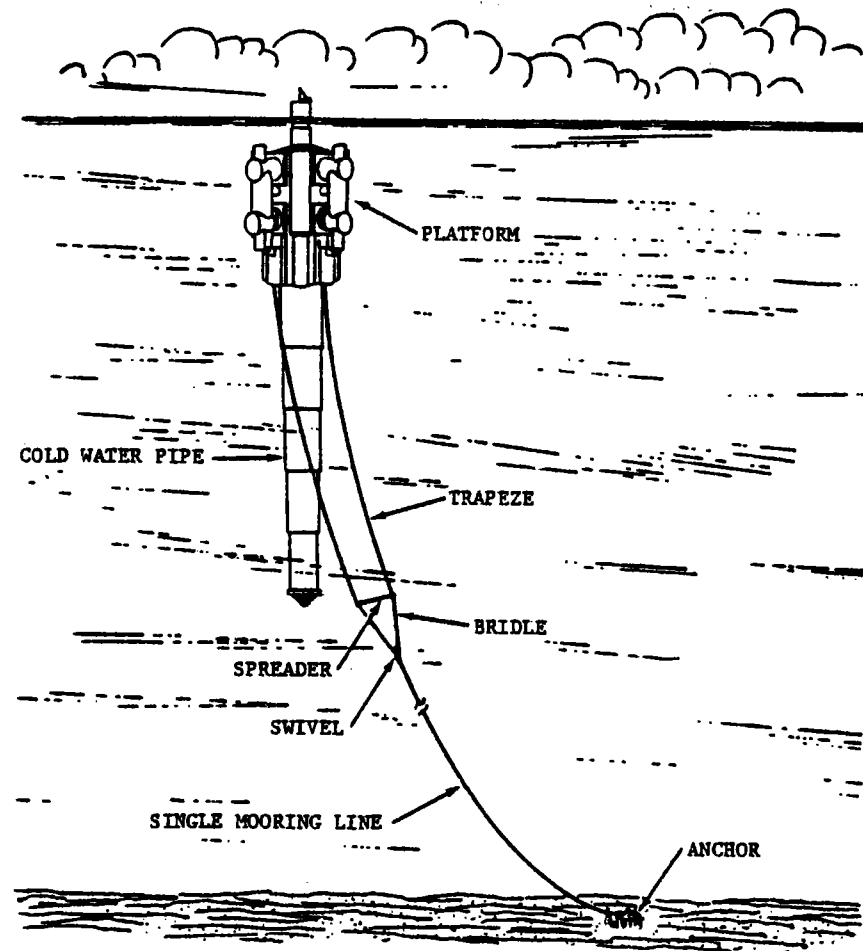 PLATFORM
COLD WATER PIPE
TRAPEZE
BRIDLE
SPREADER
SWIVEL
SINGLE MOORING LINE
ANCHOR